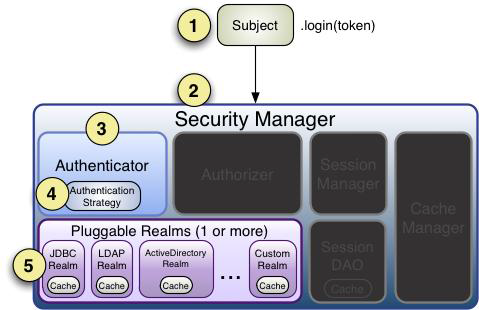 1
Subject
.login(token)
2
Security Manager
3
Authenticator
4
Authentication
Strategy
Authorizer
Session
Manager
Cache
Manager
Pluggable Realms (1 or more)
5
JDBC
Realm
Cache
LDAP
Realm
Cache
ActiveDirectory
Realm
Cache
...
Custom
Realm
Cache
Session
DAO
Cache